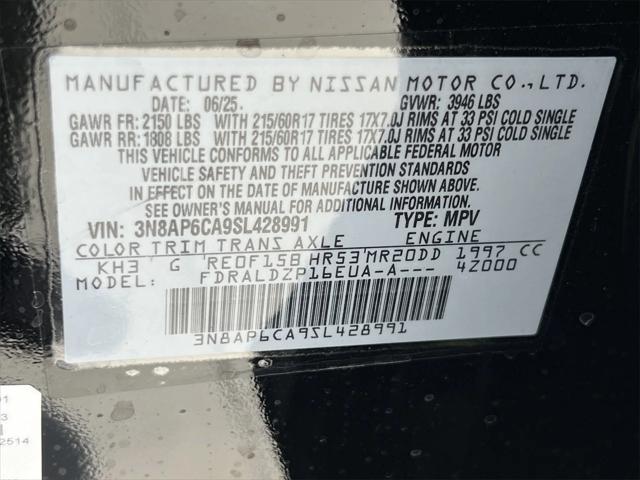 MANUFACTURED BY NISSAN MOTOR CO., LTD.
DATE: 06/25. GVWR: 3946 LBS
GAWR FR: 2150 LBS WITH 215/60R17 TIRES 17X7.0J RIMS AT 33 PSI COLD SINGLE
GAWR RR: 1808 LBS WITH 215/60R17 TIRES 17X7.0J RIMS AT 33 PSI COLD SINGLE
THIS VEHICLE CONFORMS TO ALL APPLICABLE FEDERAL MOTOR
VEHICLE SAFETY AND THEFT PREVENTION STANDARDS
IN EFFECT ON THE DATE OF MANUFACTURE SHOWN ABOVE.
SEE OWNER'S MANUAL FOR ADDITIONAL INFORMATION.
VIN: 3N8AP6CA9SL428991 TYPE: MPV
COLOR TRIM TRANS AXLE ENGINE
KH3 G RE0F15B HR53 MR20DD 1997 CC
MODEL: FDRALDZP16EUA-A--- 4Z000
3N8AP6CA9SL428991
2514